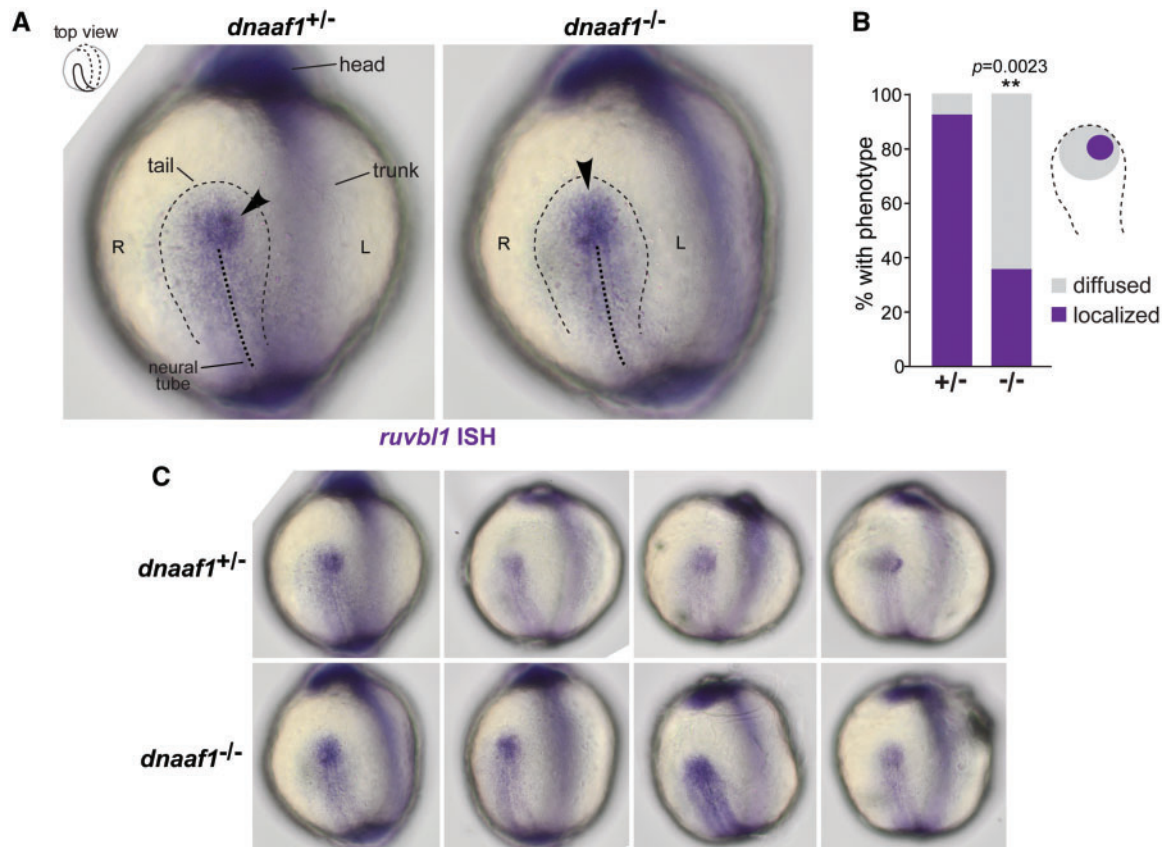 A
top view
dnaaf1+/-
dnaaf1-/-
head
tail
trunk
R
L
neural
tube
R
L
ruvbl1 ISH
B
p=0.0023
**
% with phenotype
100
80
60
40
20
0
+/-
-/-
diffused
localized
C
dnaaf1+/-
dnaaf1-/-